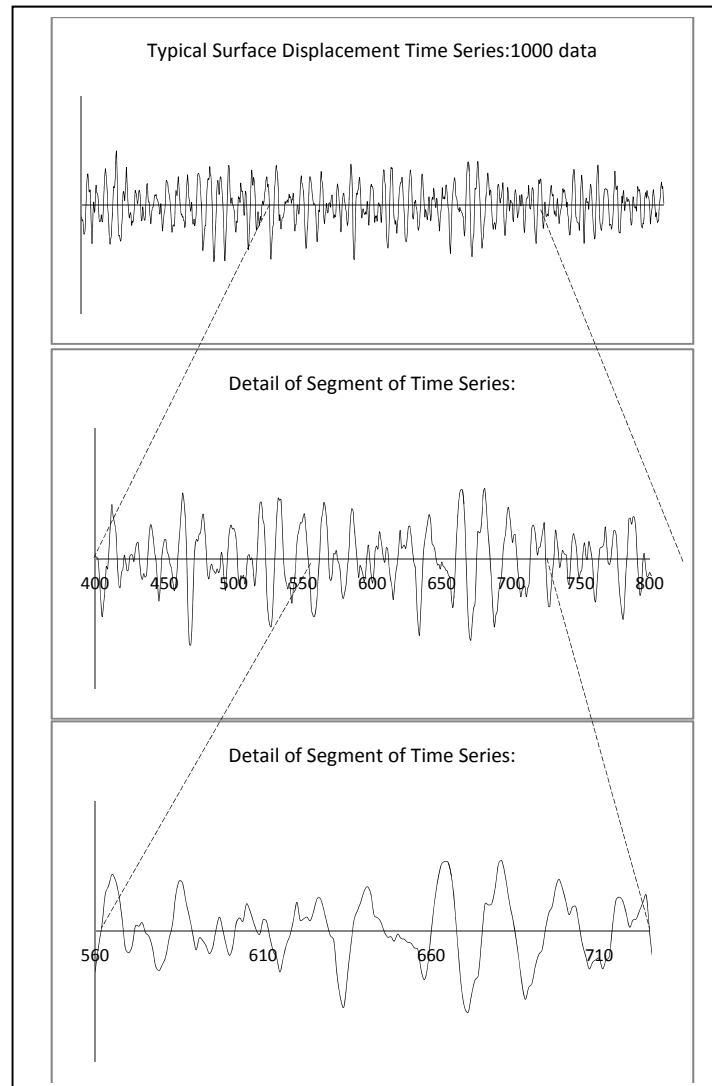 Typical Surface Displacement Time Series:1000 data
Detail of Segment of Time Series:
400 450 500 550 600 650 700 750 800
Detail of Segment of Time Series:
560 610 660 710